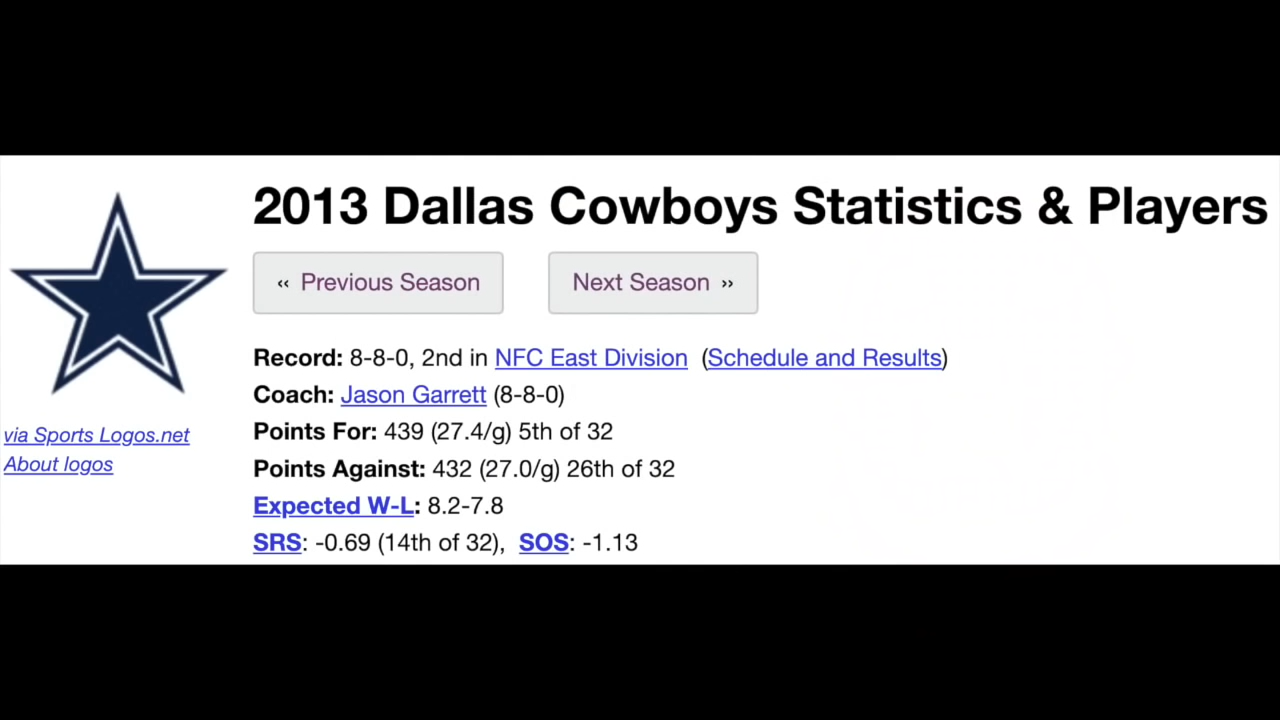 2013 Dallas Cowboys Statistics & Players
‹‹ Previous Season
Next Season ››
Record: 8-8-0, 2nd in NFC East Division (Schedule and Results)
Coach: Jason Garrett (8-8-0)
Points For: 439 (27.4/g) 5th of 32
Points Against: 432 (27.0/g) 26th of 32
Expected W-L: 8.2-7.8
SRS: -0.69 (14th of 32), SOS: -1.13
via Sports Logos.net
About logos